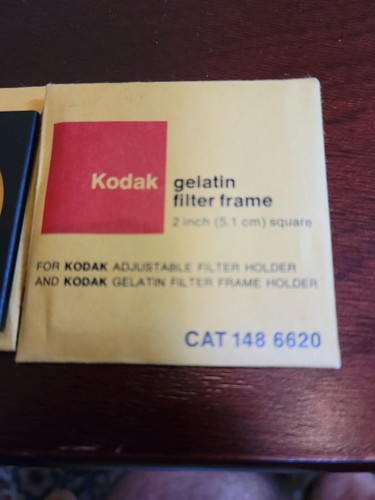 Kodak
gelatin
filter frame
2 inch (5.1 cm) square
FOR KODAK ADJUSTABLE FILTER HOLDER
AND KODAK GELATIN FILTER FRAME HOLDER
CAT 148 6620